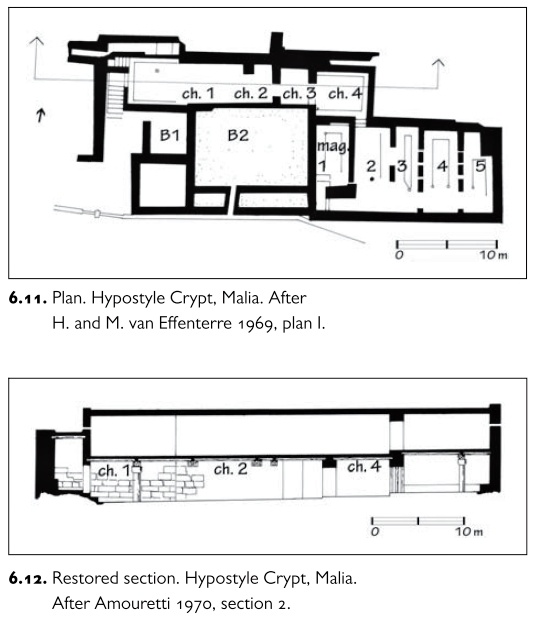 ch. 1 ch. 2 ch. 3 ch. 4
B1 B2 mag. 1 2 3 4 5
0 10 m
6.11. Plan. Hypostyle Crypt, Malia. After
H. and M. van Effenterre 1969, plan I.
ch. 1 ch. 2 ch. 4
0 10 m
6.12. Restored section. Hypostyle Crypt, Malia.
After Amouretti 1970, section 2.